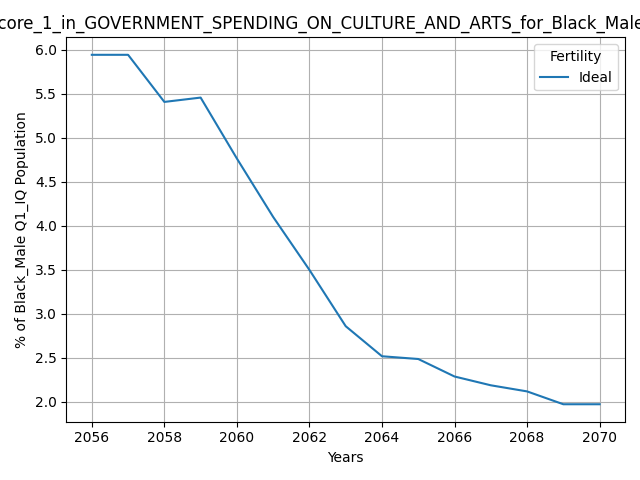 core_1_in_GOVERNMENT_SPENDING_ON_CULTURE_AND_ARTS_for_Black_Male
Fertility
Ideal
% of Black_Male Q1_IQ Population
6.0
5.5
5.0
4.5
4.0
3.5
3.0
2.5
2.0
2056 2058 2060 2062 2064 2066 2068 2070
Years